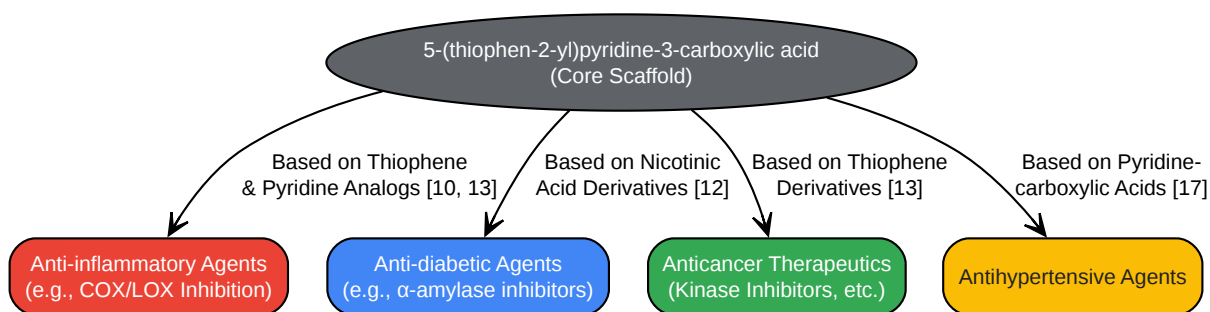 5-(thiophen-2-yl)pyridine-3-carboxylic acid
(Core Scaffold)
Based on Thiophene
& Pyridine Analogs [10, 13]
Based on Nicotinic
Acid Derivatives [12]
Based on Thiophene
Derivatives [13]
Based on Pyridine-
carboxylic Acids [17]
Anti-inflammatory Agents
(e.g., COX/LOX Inhibition)
Anti-diabetic Agents
(e.g., α-amylase inhibitors)
Anticancer Therapeutics
(Kinase Inhibitors, etc.)
Antihypertensive Agents